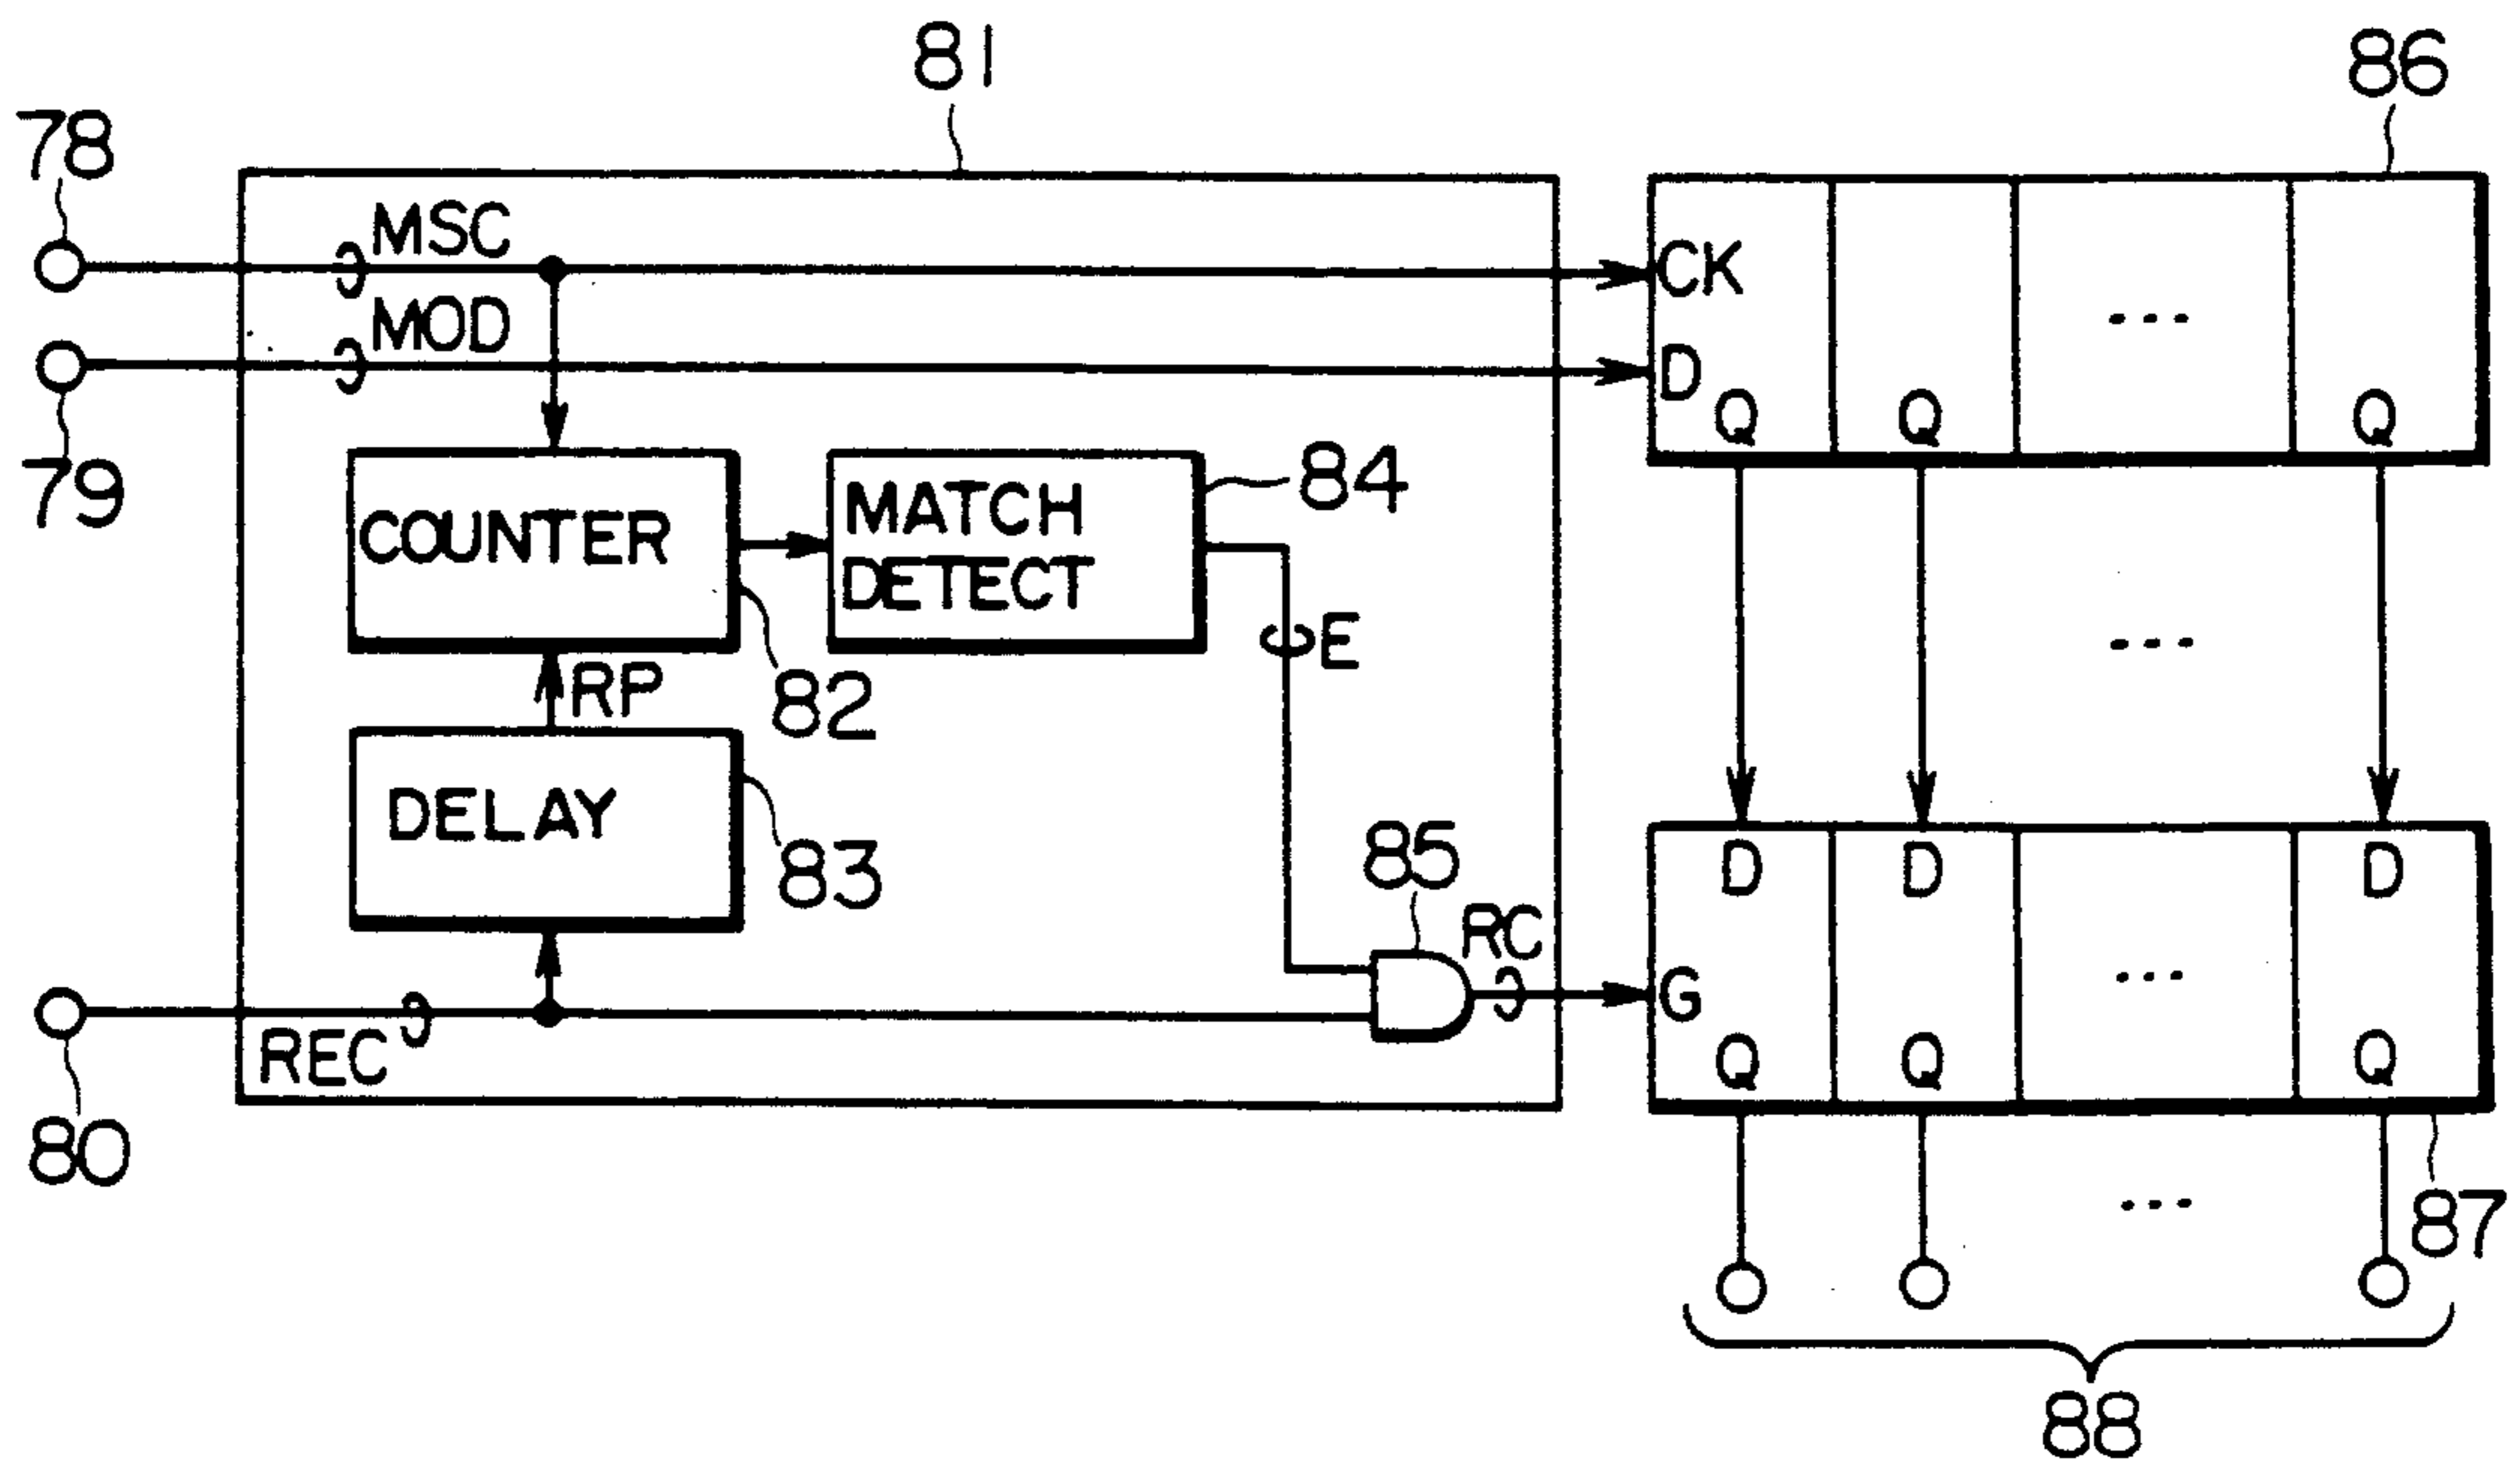 81
86
78
MSC
CK
MOD
D
79
Q Q ... Q
COUNTER
MATCH
DETECT
84
E
...
RP
82
DELAY
83
85
RC
D D D
G
...
REC
Q Q Q
80
...
87
88